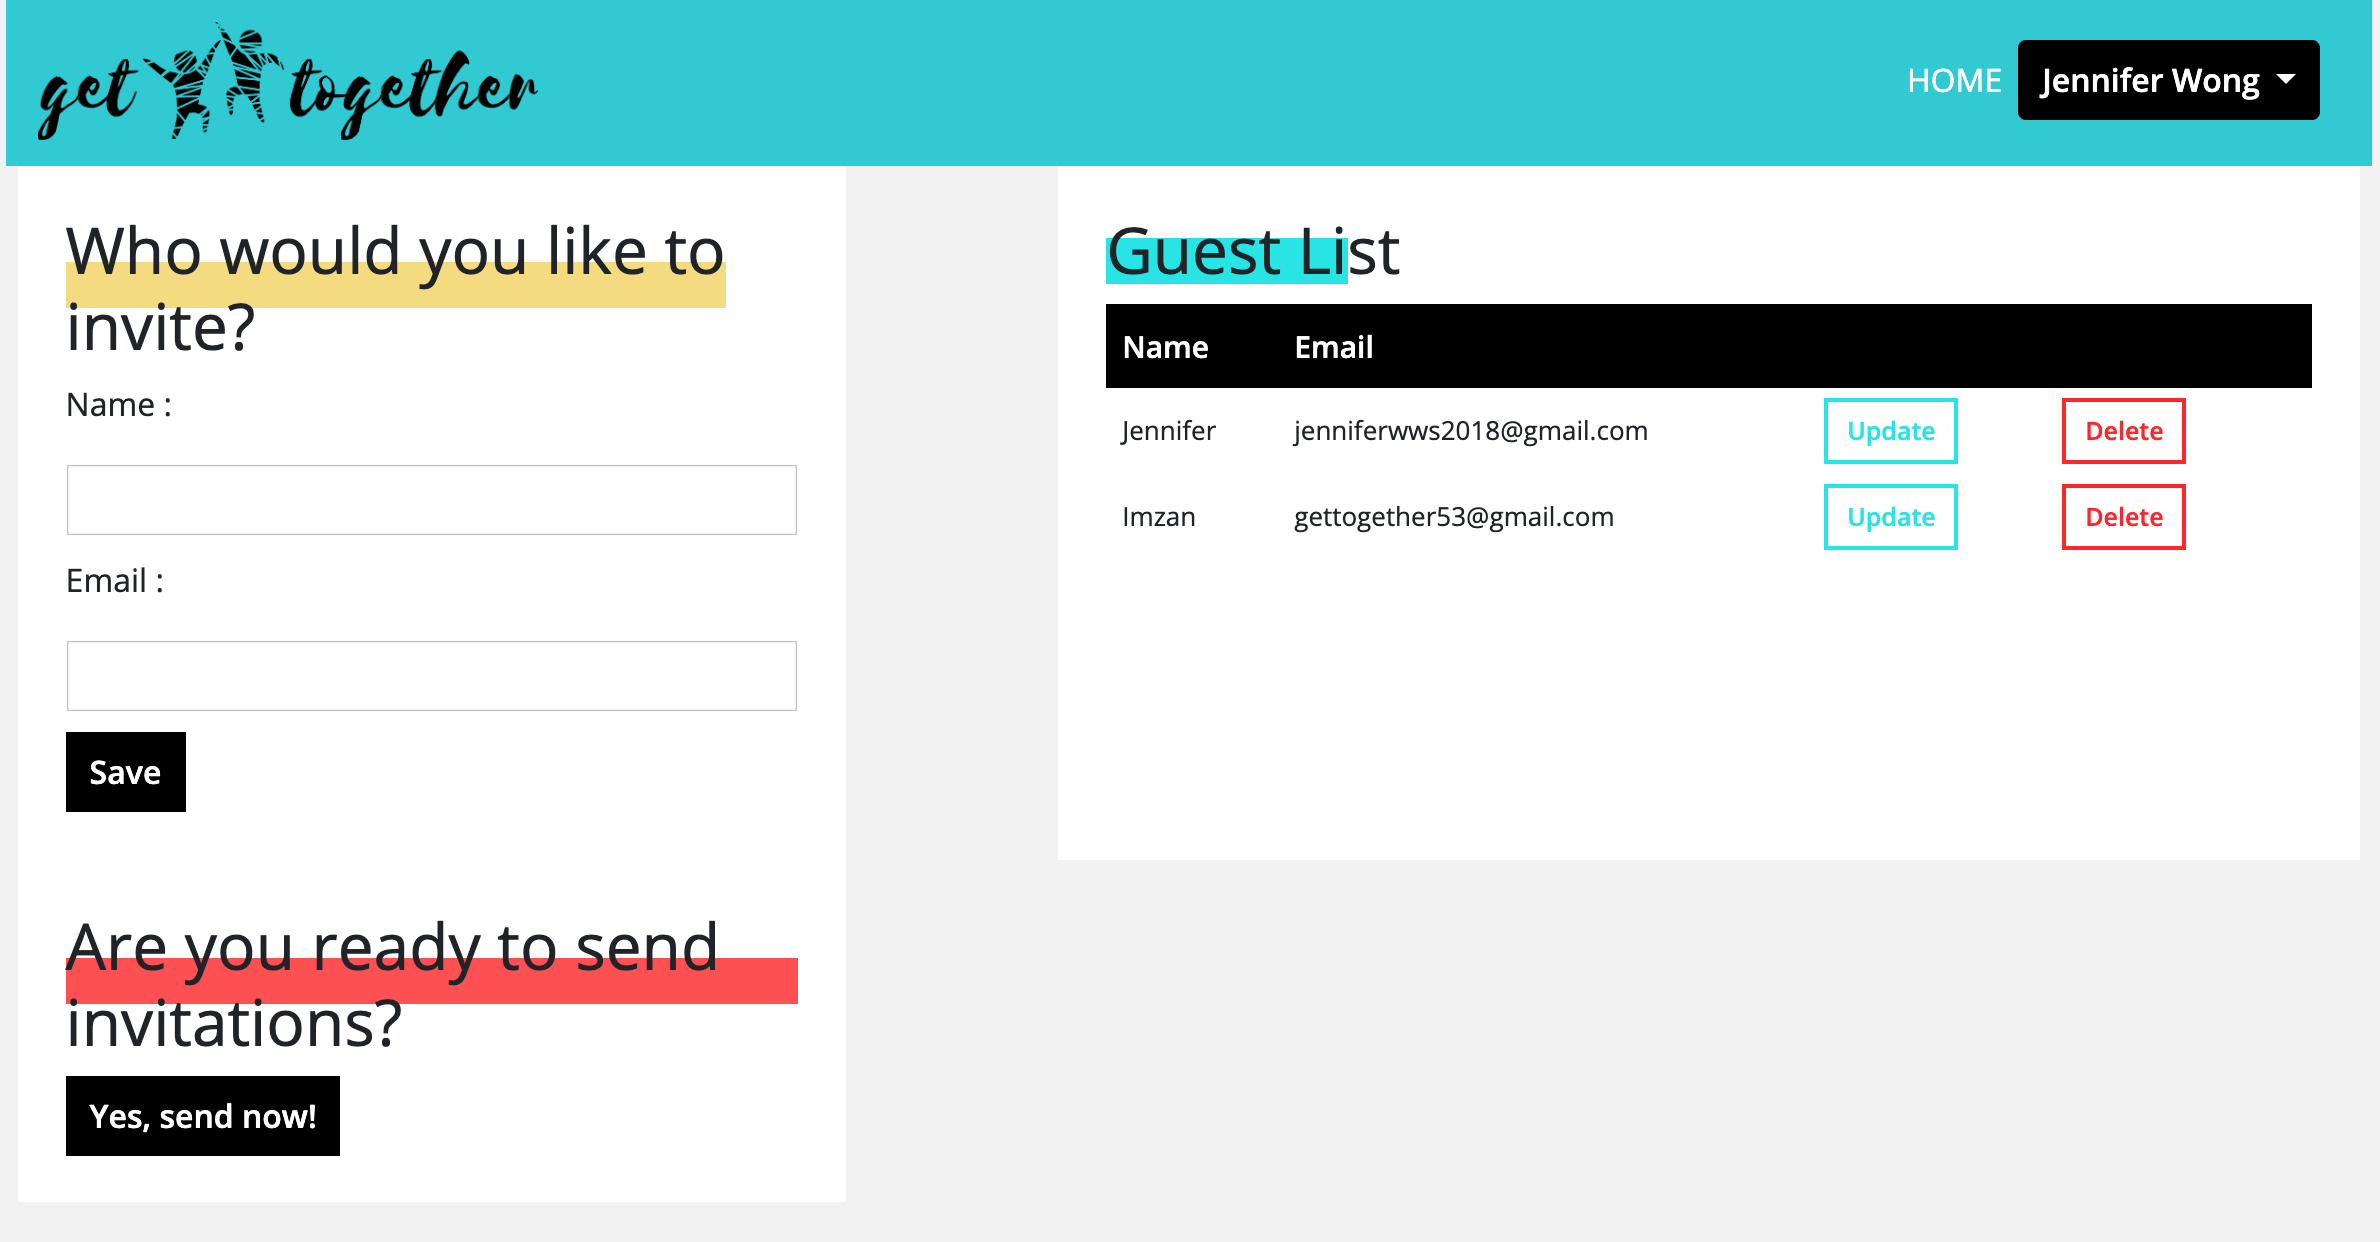 get together
HOME
Jennifer Wong
Who would you like to
invite?
Name :
Email :
Save
Are you ready to send
invitations?
Yes, send now!
Guest List
Name Email
Jennifer jenniferwws2018@gmail.com Update Delete
Imzan gettogether53@gmail.com Update Delete